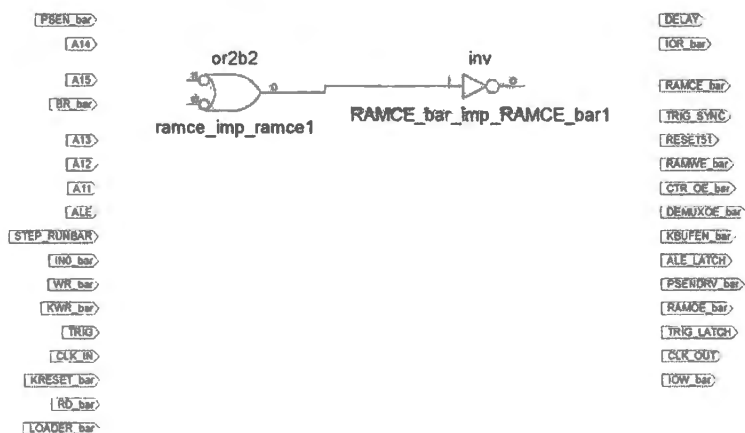 PSEN_bar
A14
A15
BR_bar
A13
A12
A11
ALE
STEP_RUNBAR
IN0_bar
WR_bar
KWR_bar
TRIG
CLK_IN
KRESET_bar
RD_bar
LOADER_bar
or2b2
ramce_imp_ramce1
O
inv
I
O
RAMCE_bar_imp_RAMCE_bar1
DELAY
IOR_bar
RAMCE_bar
TRIG_SYNC
RESET51
RAMWE_bar
CTR_OE_bar
DEMUXOE_bar
KBUFEN_bar
ALE_LATCH
PSENDRV_bar
RAMOE_bar
TRIG_LATCH
CLK_OUT
IOW_bar